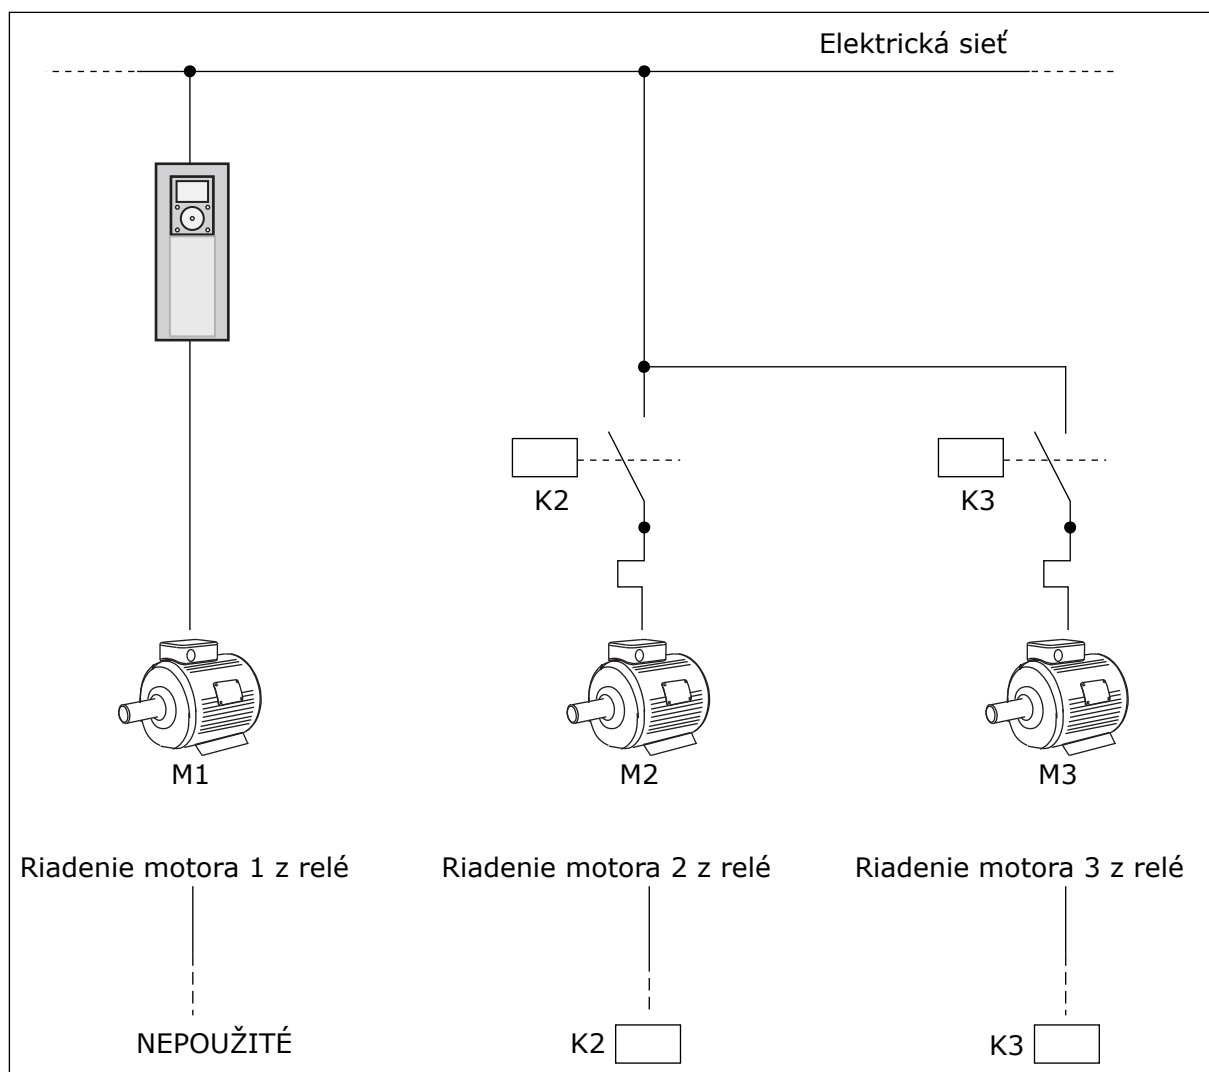 Elektrická sieť
K2
K3
M1
M2
M3
Riadenie motora 1 z relé
Riadenie motora 2 z relé
Riadenie motora 3 z relé
NEPOUŽITÉ
K2
K3